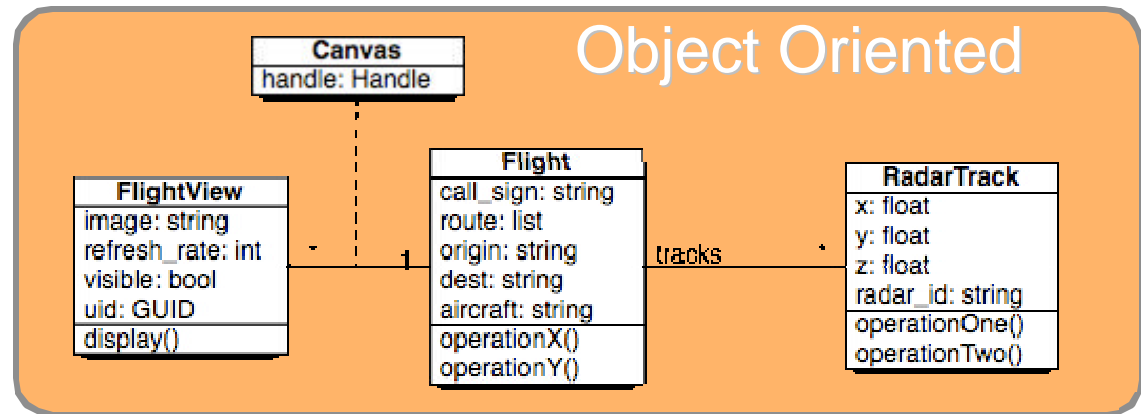 Object Oriented
Canvas
handle: Handle
FlightView
image: string
refresh_rate: int
visible: bool
uid: GUID
display()
*
1
Flight
call_sign: string
route: list
origin: string
dest: string
aircraft: string
operationX()
operationY()
tracks
*
RadarTrack
x: float
y: float
z: float
radar_id: string
operationOne()
operationTwo()